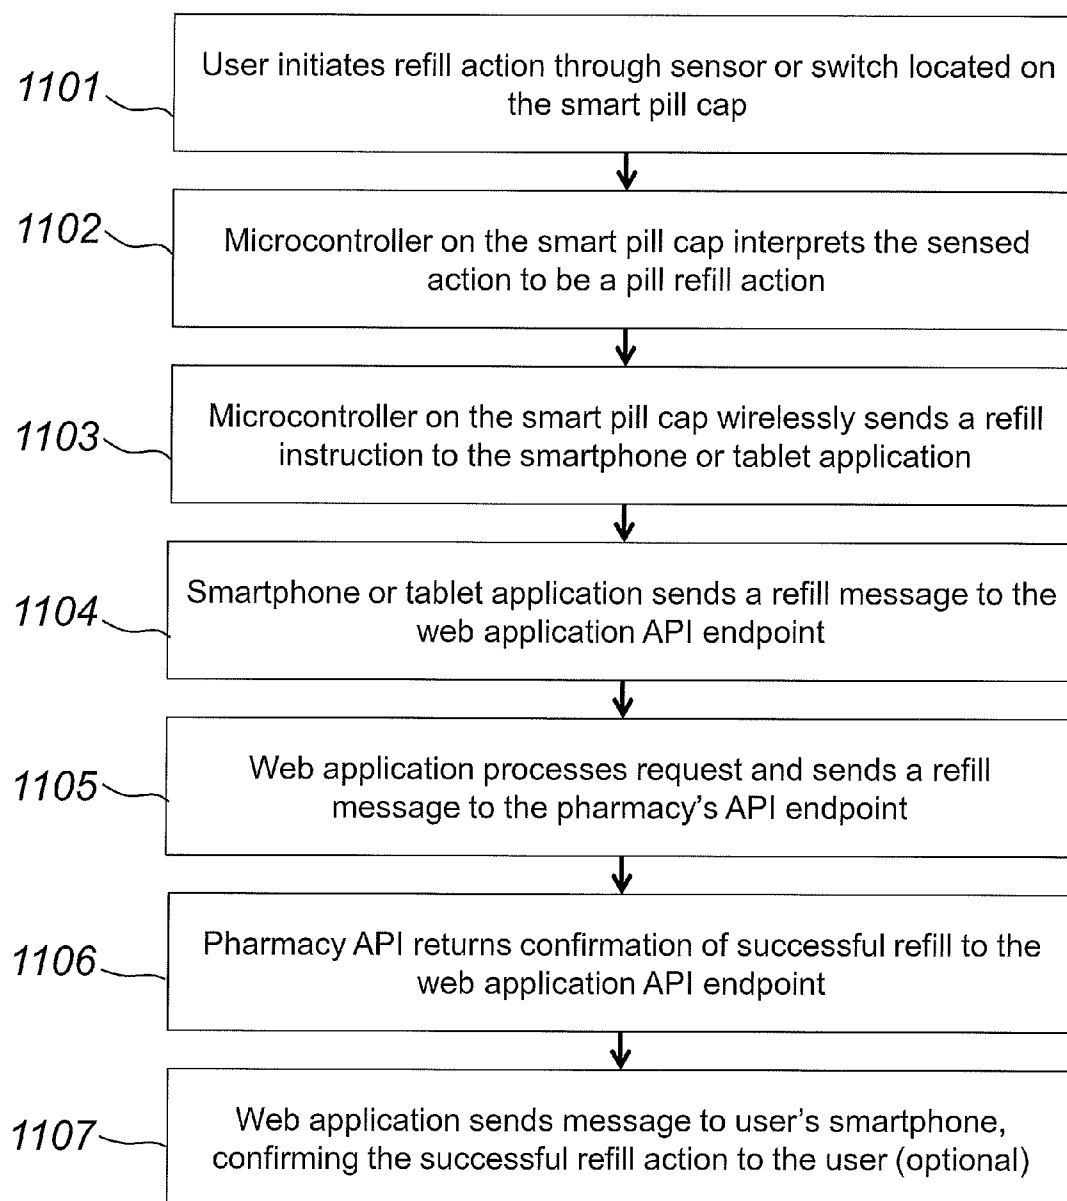 1101
User initiates refill action through sensor or switch located on
the smart pill cap
1102
Microcontroller on the smart pill cap interprets the sensed
action to be a pill refill action
1103
Microcontroller on the smart pill cap wirelessly sends a refill
instruction to the smartphone or tablet application
1104
Smartphone or tablet application sends a refill message to the
web application API endpoint
1105
Web application processes request and sends a refill
message to the pharmacy's API endpoint
1106
Pharmacy API returns confirmation of successful refill to the
web application API endpoint
1107
Web application sends message to user's smartphone,
confirming the successful refill action to the user (optional)